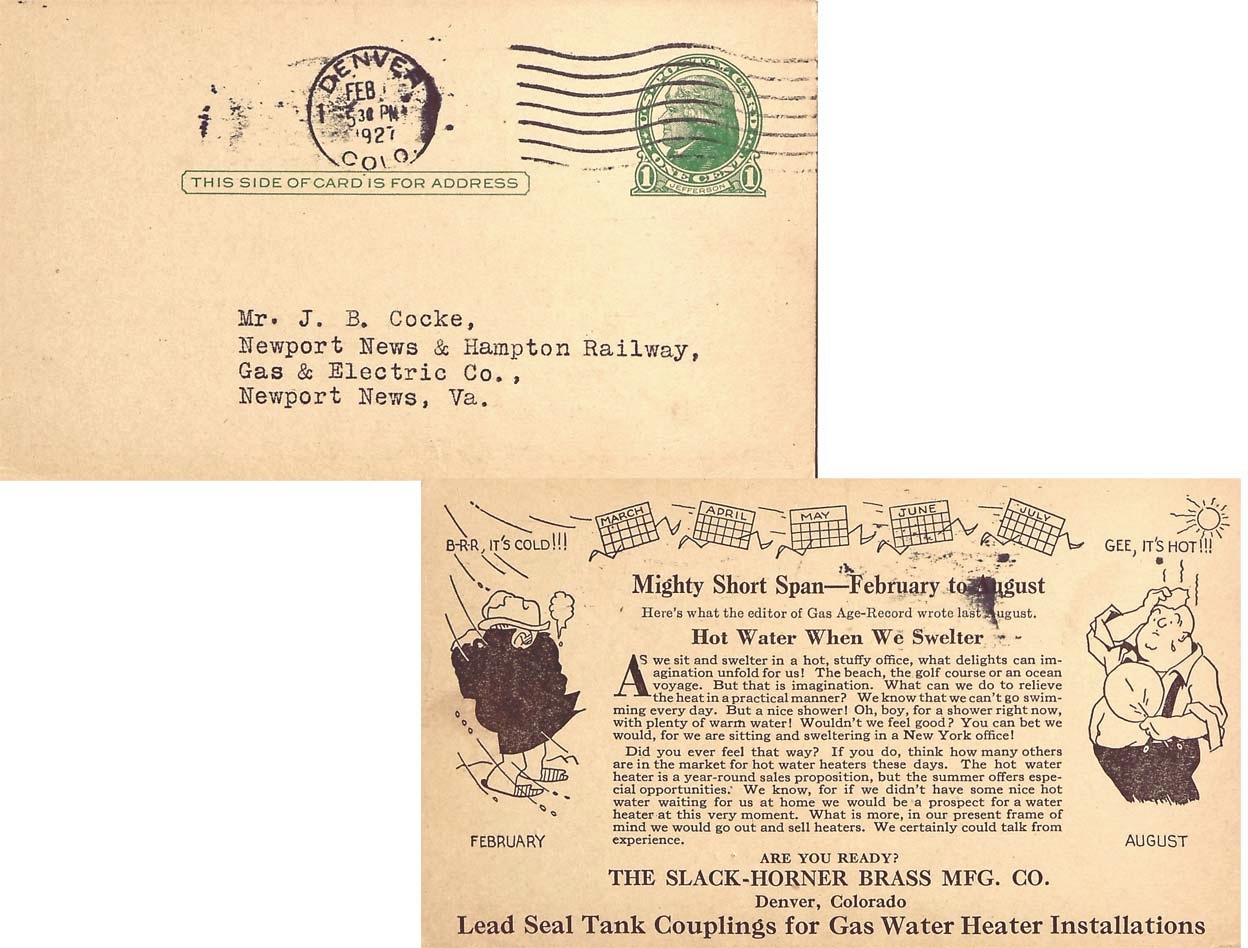 DENVER
FEB
5 30 PM
1927
COLO.
THIS SIDE OF CARD IS FOR ADDRESS
1 JEFFERSON 1
Mr. J. B. Cocke,
Newport News & Hampton Railway,
Gas & Electric Co.,
Newport News, Va.
MARCH
APRIL
MAY
JUNE
JULY
B-R-R, IT'S COLD!!!
GEE, IT'S HOT!!!
Mighty Short Span—February to August
Here's what the editor of Gas Age-Record wrote last August.
Hot Water When We Swelter
AS we sit and swelter in a hot, stuffy office, what delights can im-
agination unfold for us! The beach, the golf course or an ocean
voyage. But that is imagination. What can we do to relieve
the heat in a practical manner? We know that we can't go swim-
ming every day. But a nice shower! Oh, boy, for a shower right now,
with plenty of warm water! Wouldn't we feel good? You can bet we
would, for we are sitting and sweltering in a New York office!
Did you ever feel that way? If you do, think how many others
are in the market for hot water heaters these days. The hot water
heater is a year-round sales proposition, but the summer offers espe-
cial opportunities. We know, for if we didn't have some nice hot
water waiting for us at home we would be a prospect for a water
heater at this very moment. What is more, in our present frame of
mind we would go out and sell heaters. We certainly could talk from
experience.
FEBRUARY
AUGUST
ARE YOU READY?
THE SLACK-HORNER BRASS MFG. CO.
Denver, Colorado
Lead Seal Tank Couplings for Gas Water Heater Installations